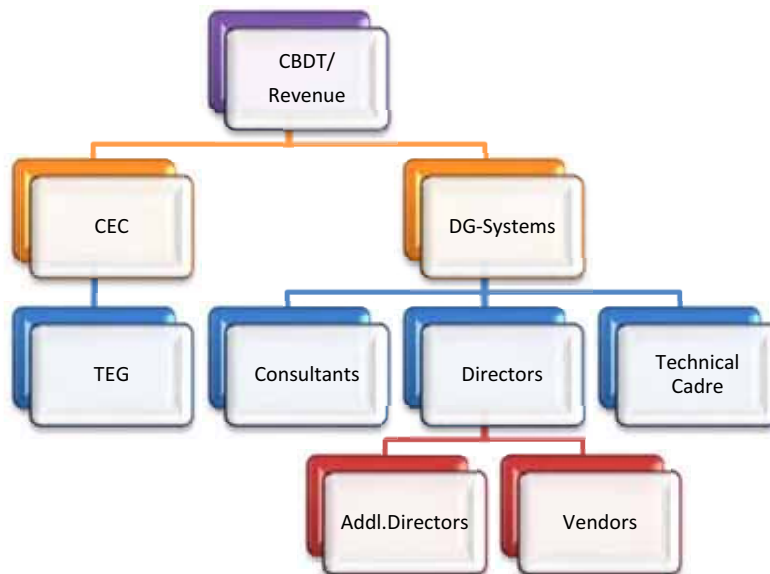 CBDT/
Revenue
CEC
DG-Systems
TEG
Consultants
Directors
Technical
Cadre
Addl.Directors
Vendors